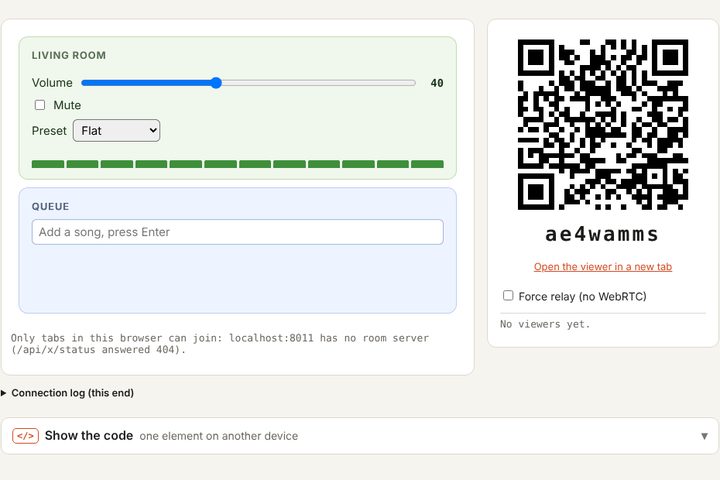 LIVING ROOM
Volume 40
Mute
Preset Flat
QUEUE
Add a song, press Enter
Only tabs in this browser can join: localhost:8011 has no room server
(/api/x/status answered 404).
ae4wamms
Open the viewer in a new tab
Force relay (no WebRTC)
No viewers yet.
Connection log (this end)
</> Show the code one element on another device